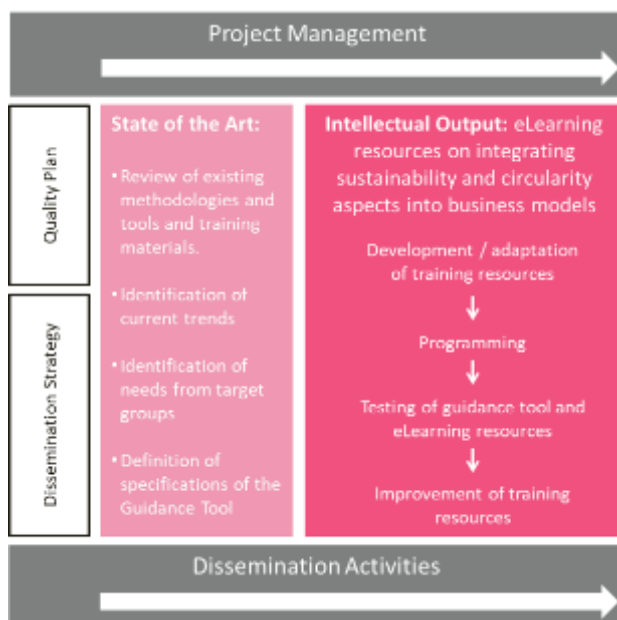 Project Management
Quality Plan
Dissemination Strategy
State of the Art:
• Review of existing
methodologies and
tools and training
materials.
• Identification of
current trends
• Identification of
needs from target
groups
• Definition of
specifications of the
Guidance Tool
Intellectual Output: eLearning
resources on integrating
sustainability and circularity
aspects into business models
Development / adaptation
of training resources
Programming
Testing of guidance tool and
eLearning resources
Improvement of training
resources
Dissemination Activities